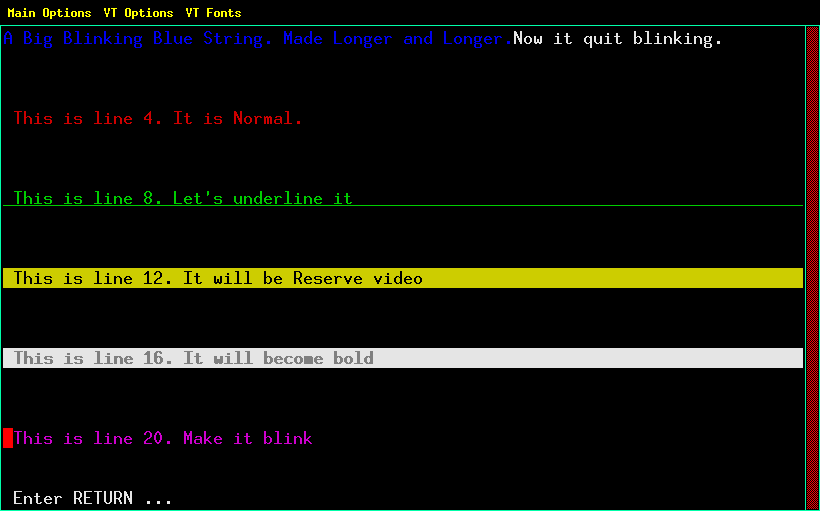 Main Options VT Options VT Fonts
A Big Blinking Blue String. Made Longer and Longer.Now it quit blinking.
This is line 4. It is Normal.
This is line 8. Let's underline it
This is line 12. It will be Reserve video
This is line 16. It will become bold
This is line 20. Make it blink
Enter RETURN ...